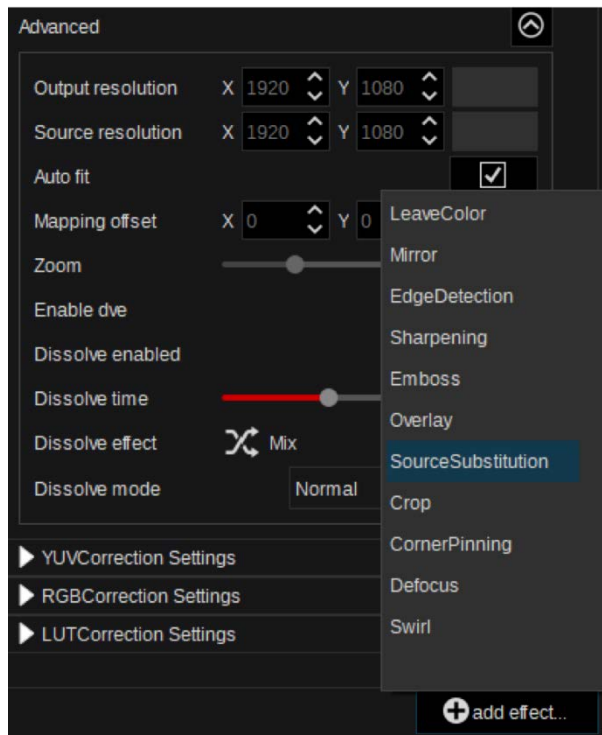 Advanced
Output resolution X 1920 Y 1080
Source resolution X 1920 Y 1080
Auto fit
Mapping offset X 0 Y 0
Zoom
Enable dve
Dissolve enabled
Dissolve time
Dissolve effect Mix
Dissolve mode Normal
YUVCorrection Settings
RGBCorrection Settings
LUTCorrection Settings
LeaveColor
Mirror
EdgeDetection
Sharpening
Emboss
Overlay
SourceSubstitution
Crop
CornerPinning
Defocus
Swirl
add effect...